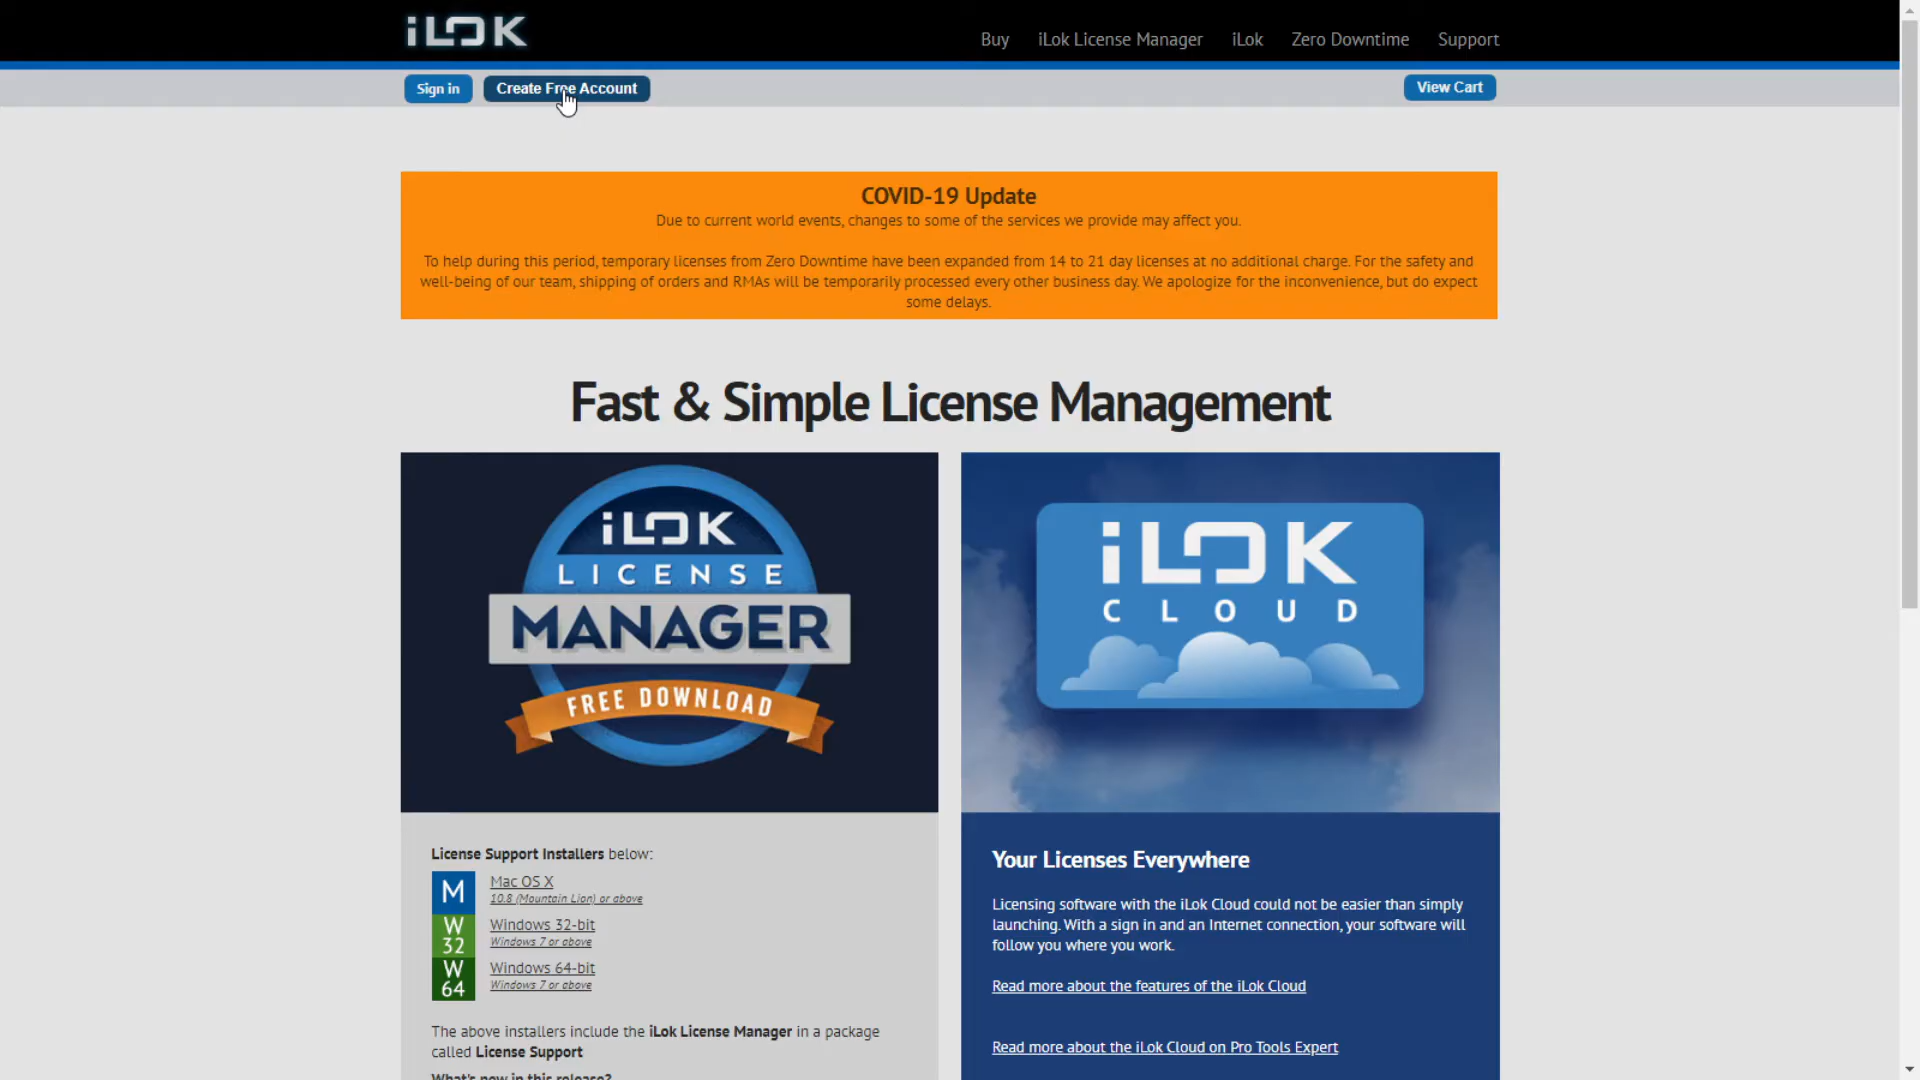 iLOK
Buy iLok License Manager iLok Zero Downtime Support
Sign in Create Free Account View Cart
COVID-19 Update
Due to current world events, changes to some of the services we provide may affect you.
To help during this period, temporary licenses from Zero Downtime have been expanded from 14 to 21 day licenses at no additional charge. For the safety and
well-being of our team, shipping of orders and RMAs will be temporarily processed every other business day. We apologize for the inconvenience, but do expect
some delays.
Fast & Simple License Management
iLOK
LICENSE
MANAGER
FREE DOWNLOAD
License Support Installers below:
M
Mac OS X
10.8 (Mountain Lion) or above
W
32
Windows 32-bit
Windows 7 or above
W
64
Windows 64-bit
Windows 7 or above
The above installers include the iLok License Manager in a package
called License Support
What's new in this release?
iLOK
CLOUD
Your Licenses Everywhere
Licensing software with the iLok Cloud could not be easier than simply
launching. With a sign in and an Internet connection, your software will
follow you where you work.
Read more about the features of the iLok Cloud
Read more about the iLok Cloud on Pro Tools Expert